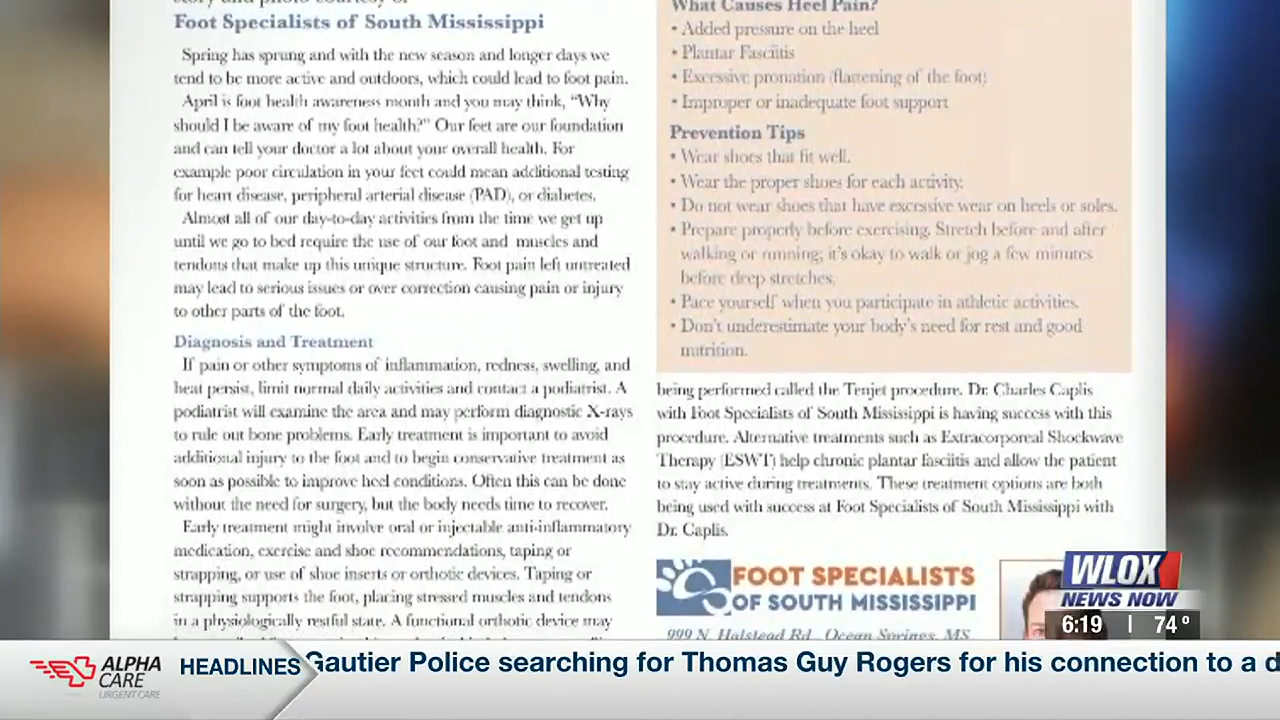 story and photo courtesy of
Foot Specialists of South Mississippi
Spring has sprung and with the new season and longer days we
tend to be more active and outdoors, which could lead to foot pain.
April is foot health awareness month and you may think, “Why
should I be aware of my foot health?” Our feet are our foundation
and can tell your doctor a lot about your overall health. For
example poor circulation in your feet could mean additional testing
for heart disease, peripheral arterial disease (PAD), or diabetes.
Almost all of our day-to-day activities from the time we get up
until we go to bed require the use of our foot and muscles and
tendons that make up this unique structure. Foot pain left untreated
may lead to serious issues or over correction causing pain or injury
to other parts of the foot.
Diagnosis and Treatment
If pain or other symptoms of inflammation, redness, swelling, and
heat persist, limit normal daily activities and contact a podiatrist. A
podiatrist will examine the area and may perform diagnostic X-rays
to rule out bone problems. Early treatment is important to avoid
additional injury to the foot and to begin conservative treatment as
soon as possible to improve heel conditions. Often this can be done
without the need for surgery, but the body needs time to recover.
Early treatment might involve oral or injectable anti-inflammatory
medication, exercise and shoe recommendations, taping or
strapping, or use of shoe inserts or orthotic devices. Taping or
strapping supports the foot, placing stressed muscles and tendons
in a physiologically restful state. A functional orthotic device may
What Causes Heel Pain?
• Added pressure on the heel
• Plantar Fasciitis
• Excessive pronation (flattening of the foot)
• Improper or inadequate foot support
Prevention Tips
• Wear shoes that fit well.
• Wear the proper shoes for each activity.
• Do not wear shoes that have excessive wear on heels or soles.
• Prepare properly before exercising. Stretch before and after
walking or running; it’s okay to walk or jog a few minutes
before deep stretches.
• Pace yourself when you participate in athletic activities.
• Don’t underestimate your body’s need for rest and good
nutrition.
being performed called the Tenjet procedure. Dr. Charles Caplis
with Foot Specialists of South Mississippi is having success with this
procedure. Alternative treatments such as Extracorporeal Shockwave
Therapy (ESWT) help chronic plantar fasciitis and allow the patient
to stay active during treatments. These treatment options are both
being used with success at Foot Specialists of South Mississippi with
Dr. Caplis.
FOOT SPECIALISTS
OF SOUTH MISSISSIPPI
999 N. Halstead Rd., Ocean Springs, MS
WLOX
NEWS NOW
6:19 | 74°
ALPHA
CARE
URGENT CARE
HEADLINES
Gautier Police searching for Thomas Guy Rogers for his connection to a d